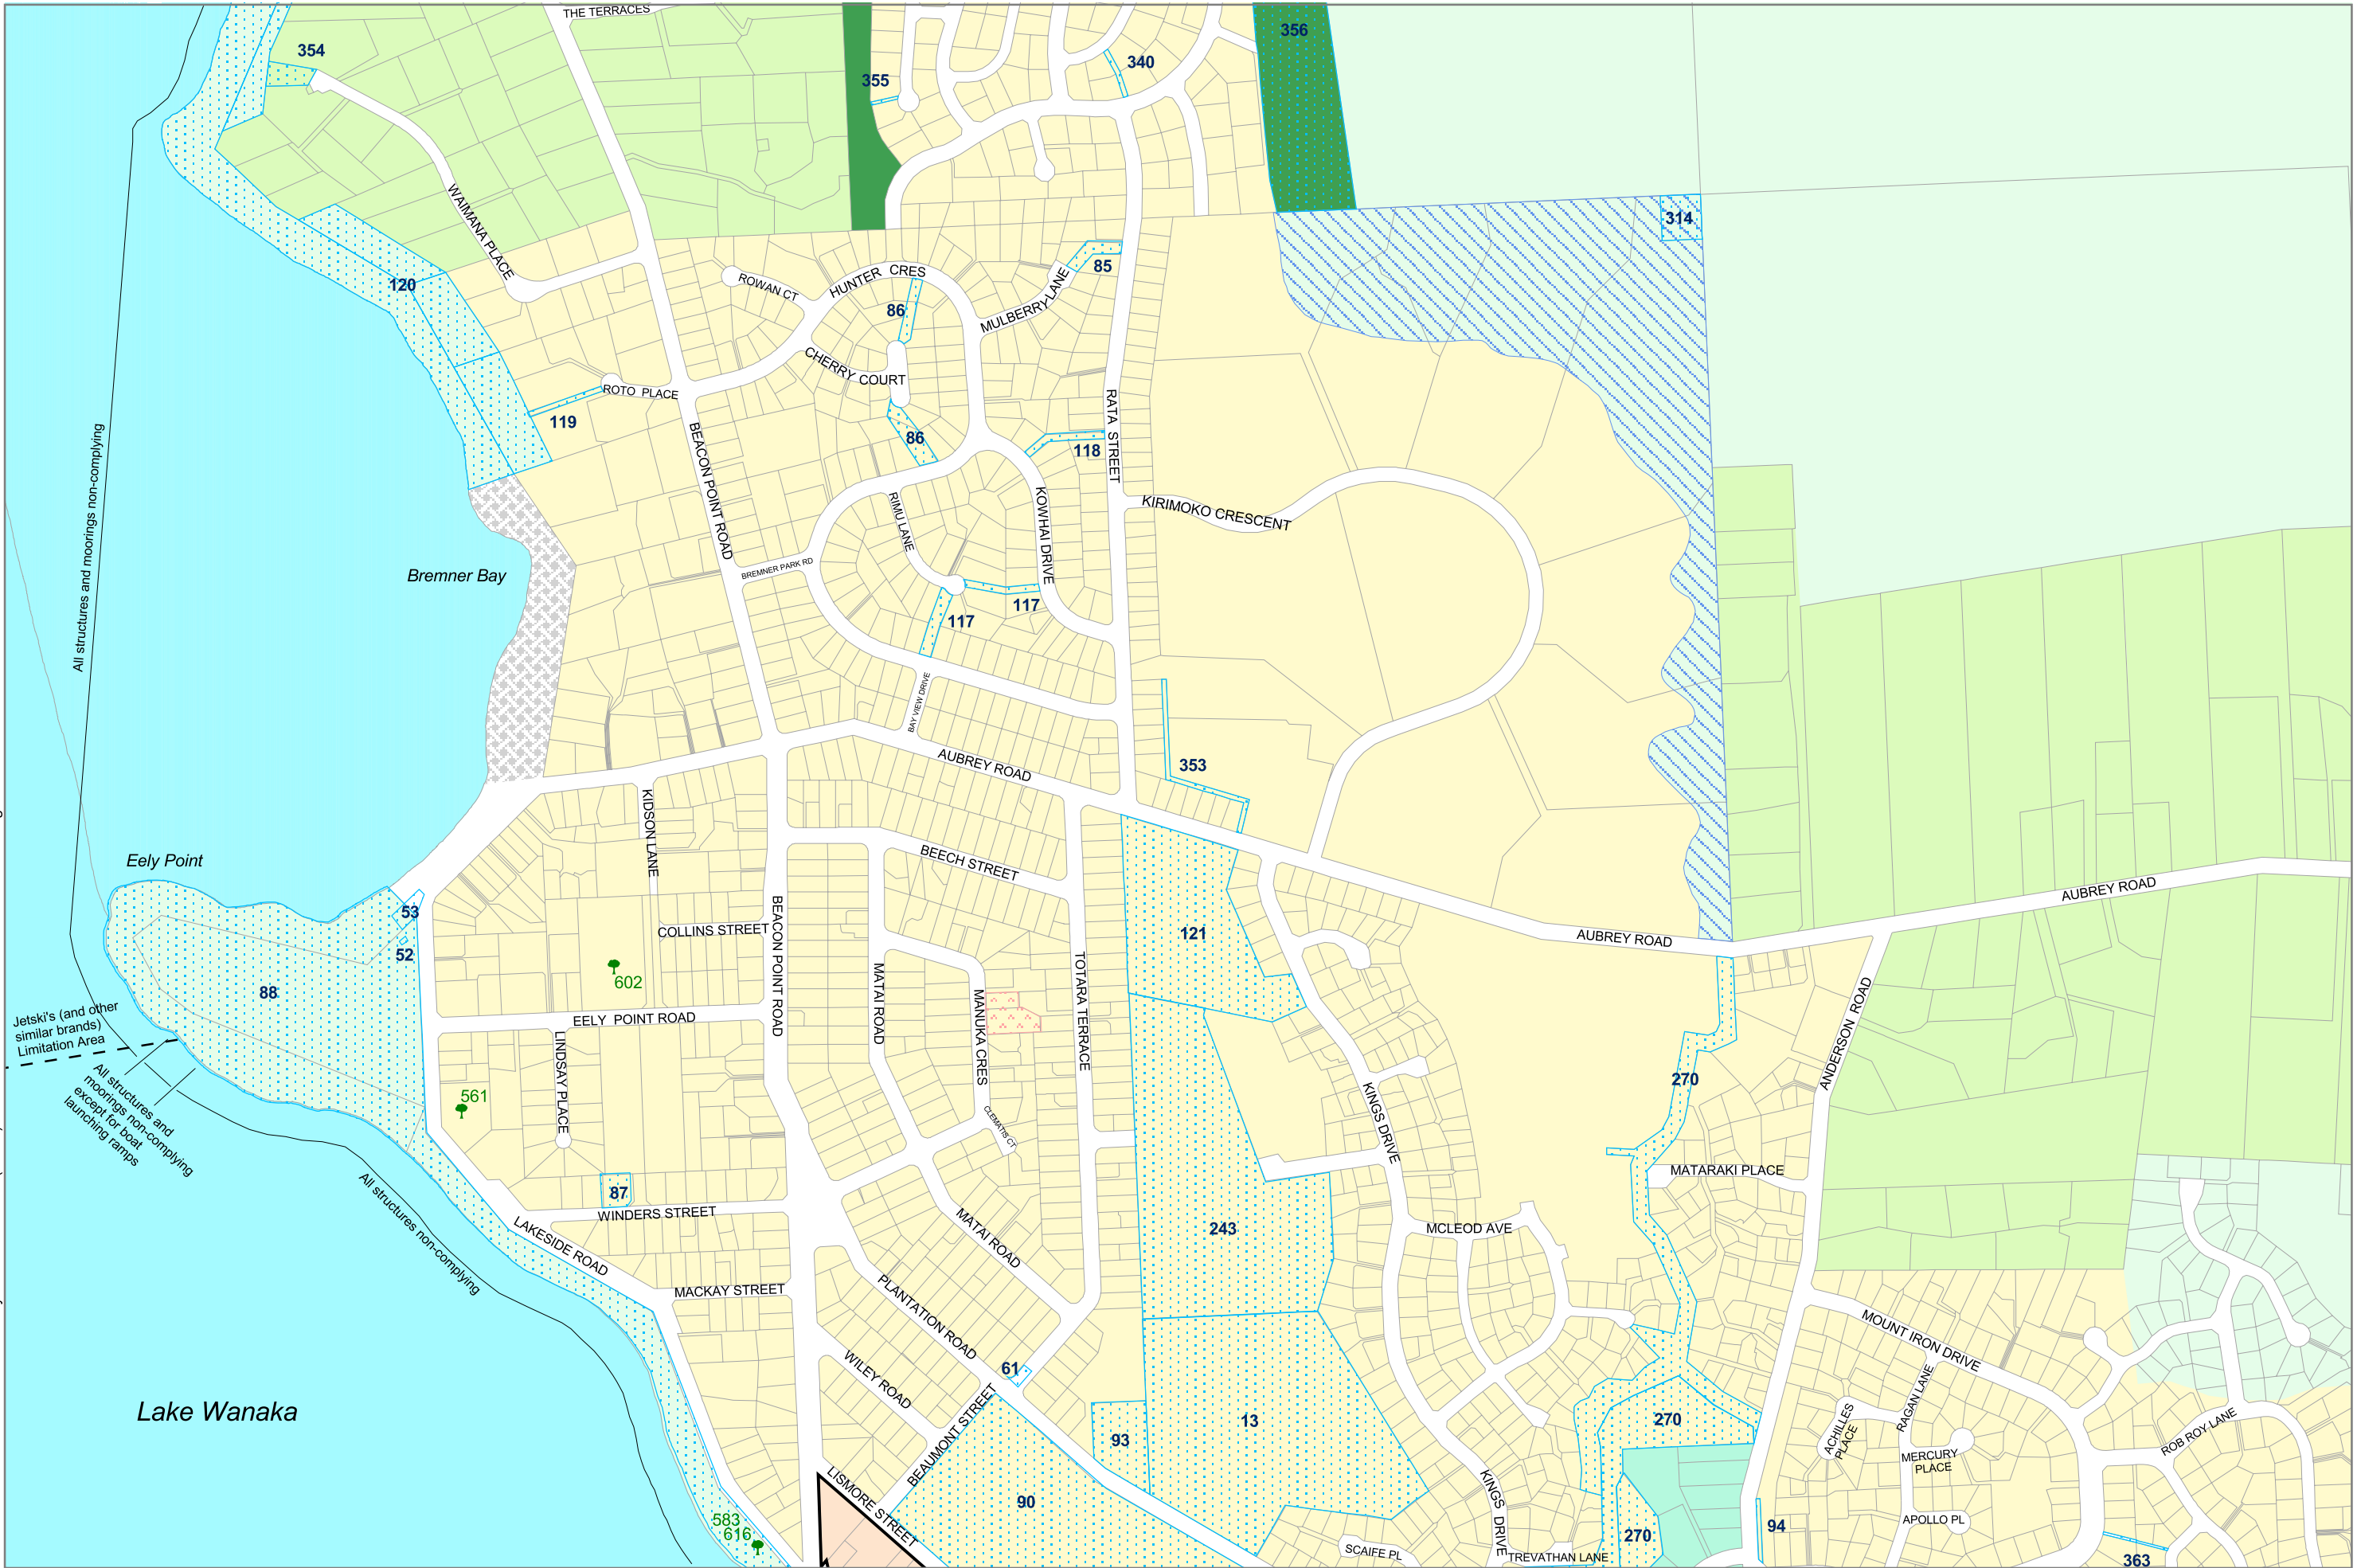 THE TERRACES
354
356
340
355
WAIMANA PLACE
314
120
ROWAN CT
HUNTER CRES
MULBERRY LANE
85
86
CHERRY COURT
ROTO PLACE
119
86
118
RATA STREET
All structures and moorings non-complying
BEACON POINT ROAD
RIMU LANE
KOWHAI DRIVE
KIRIMOKO CRESCENT
Bremner Bay
BREMNER PARK RD
117
117
BAY VIEW DRIVE
AUBREY ROAD
353
KIDSON LANE
BEECH STREET
Eely Point
AUBREY ROAD
53
52
COLLINS STREET
BEACON POINT ROAD
121
AUBREY ROAD
88
602
MATAI ROAD
MANUKA CRES
TOTARA TERRACE
ANDERSON ROAD
Jetski's (and other
similar brands)
Limitation Area
EELY POINT ROAD
LINDSAY PLACE
All structures and
moorings non-complying
except for boat
launching ramps
561
CLEMATIS CT
KINGS DRIVE
270
MATARAKI PLACE
87
WINDERS STREET
All structures non-complying
LAKESIDE ROAD
MATAI ROAD
243
MCLEOD AVE
MACKAY STREET
PLANTATION ROAD
MOUNT IRON DRIVE
WILEY ROAD
61
Lake Wanaka
BEAUMONT STREET
93
13
270
ACHILLES
PLACE
RAGAN LANE
MERCURY
PLACE
ROB ROY LANE
LISMORE STREET
90
KINGS DRIVE
583
616
270
94
APOLLO PL
SCAIFE PL
TREVATHAN LANE
363